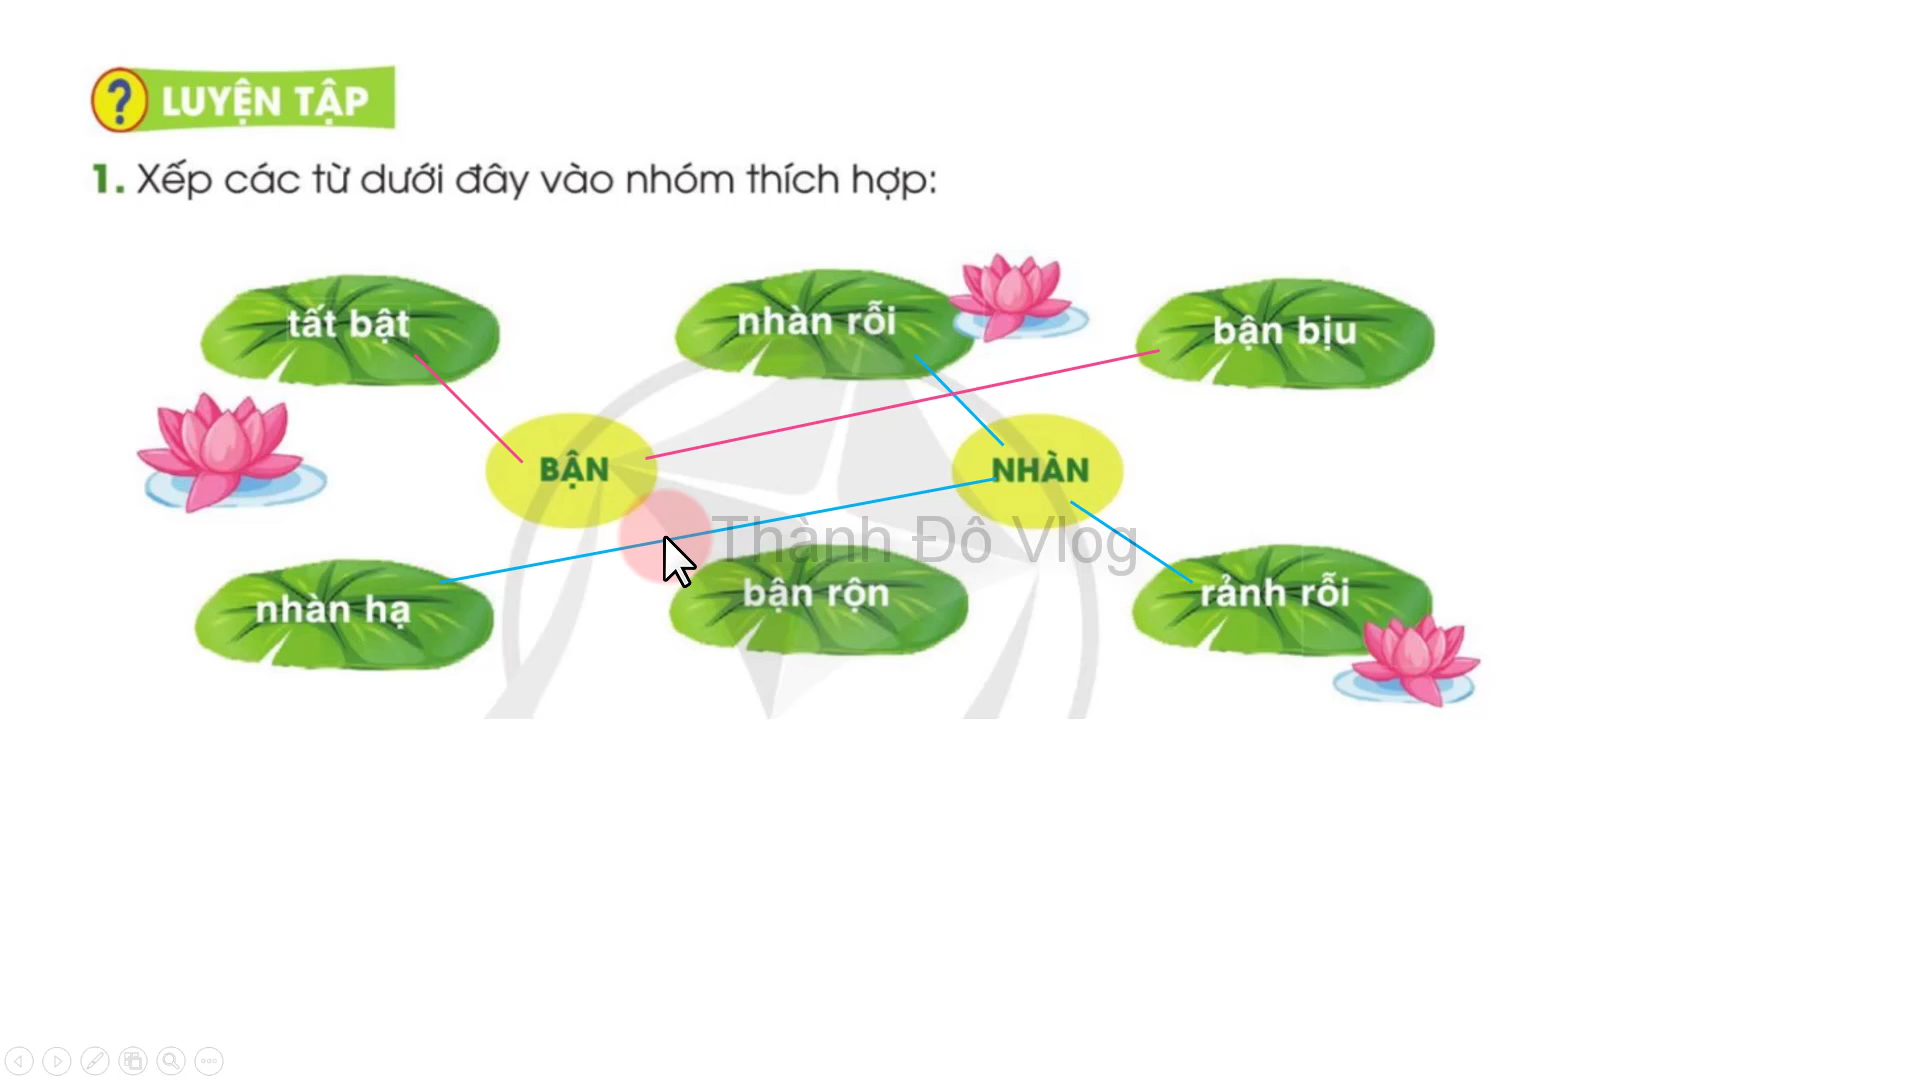 ? LUYỆN TẬP
1. Xếp các từ dưới đây vào nhóm thích hợp:
tất bật
nhàn rỗi
bận bịu
BẬN
NHÀN
Thành Đô Vlog
nhàn hạ
bận rộn
rảnh rỗi